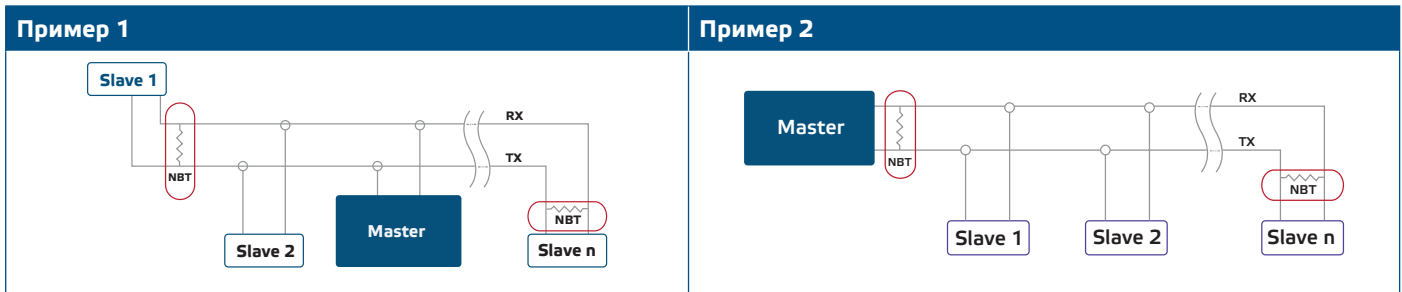 Пример 1
Slave 1
RX
TX
NBT
NBT
Master
Slave 2
Slave n
Пример 2
RX
Master
TX
NBT
NBT
Slave 1
Slave 2
Slave n